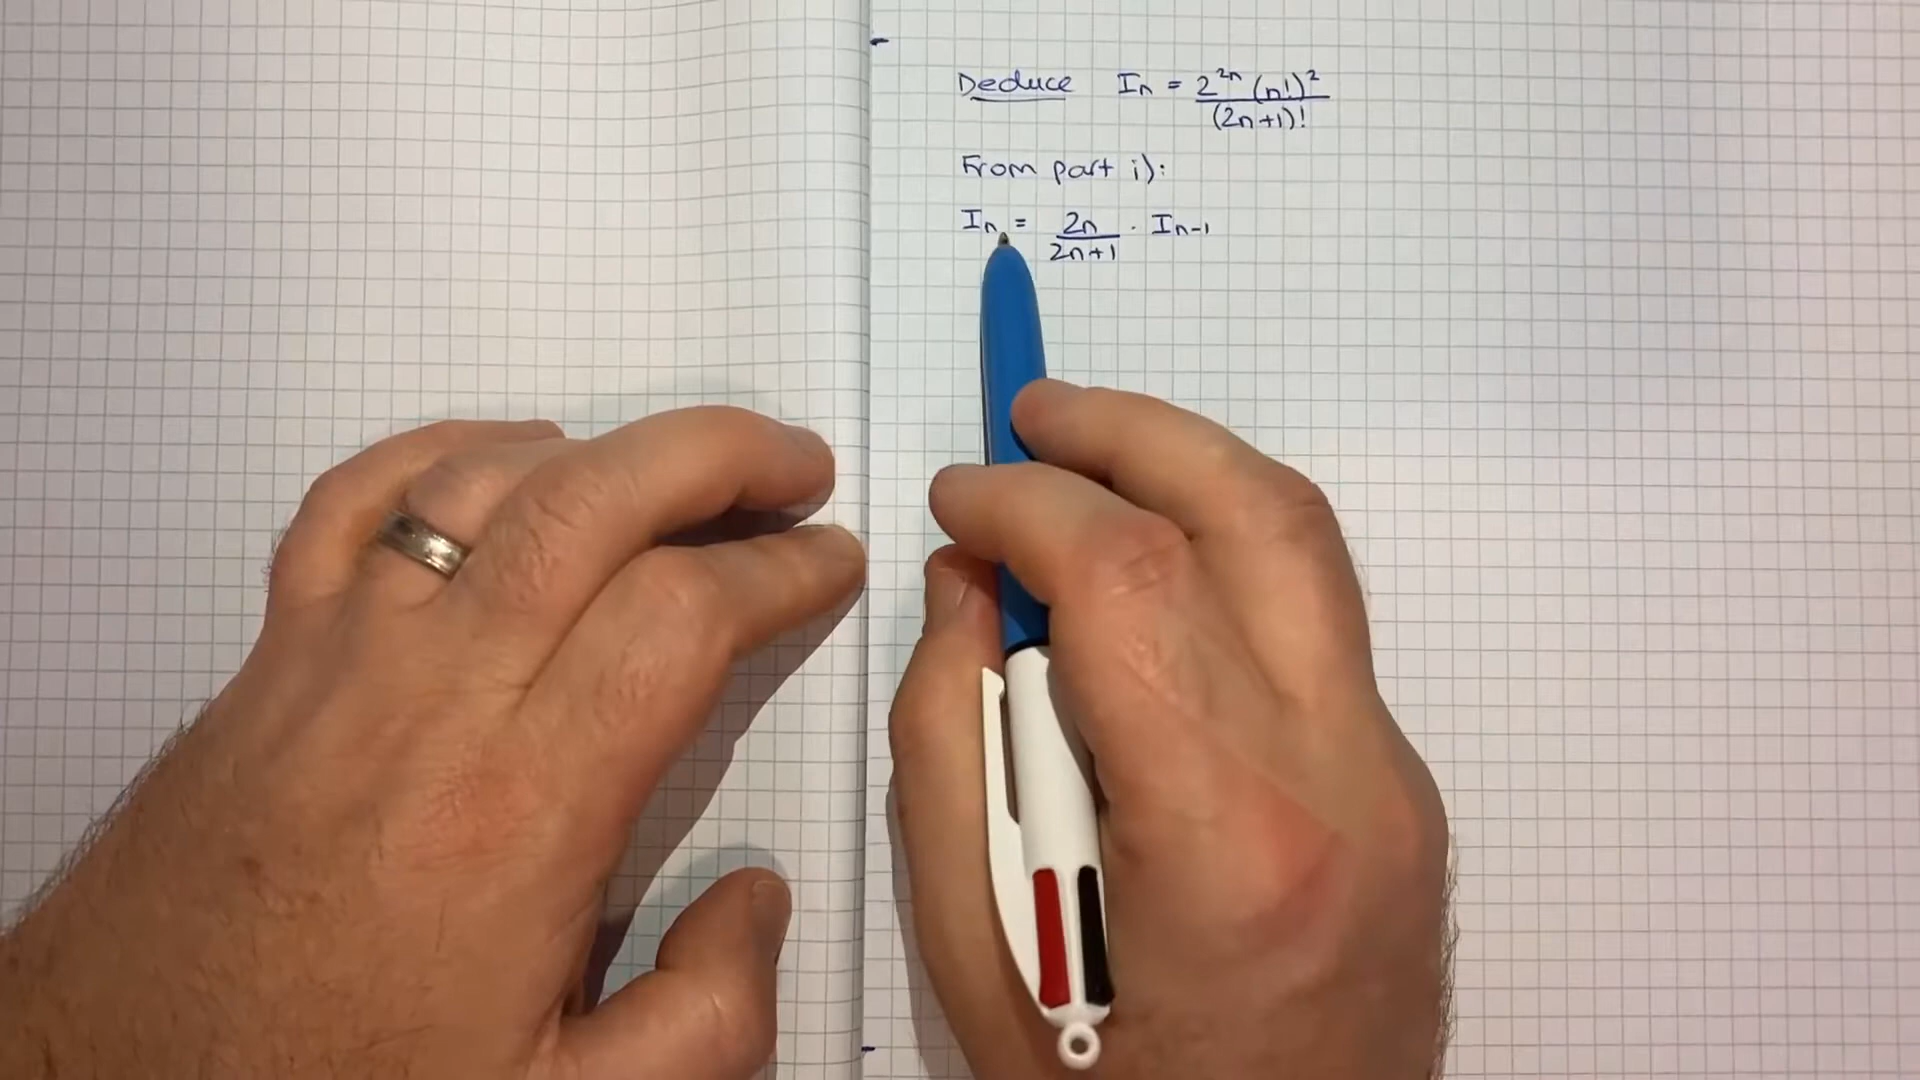 Deduce Iₙ = 2²ⁿ (n!)² / (2n+1)!
From part i):
Iₙ = 2n / 2n+1 · Iₙ₋₁